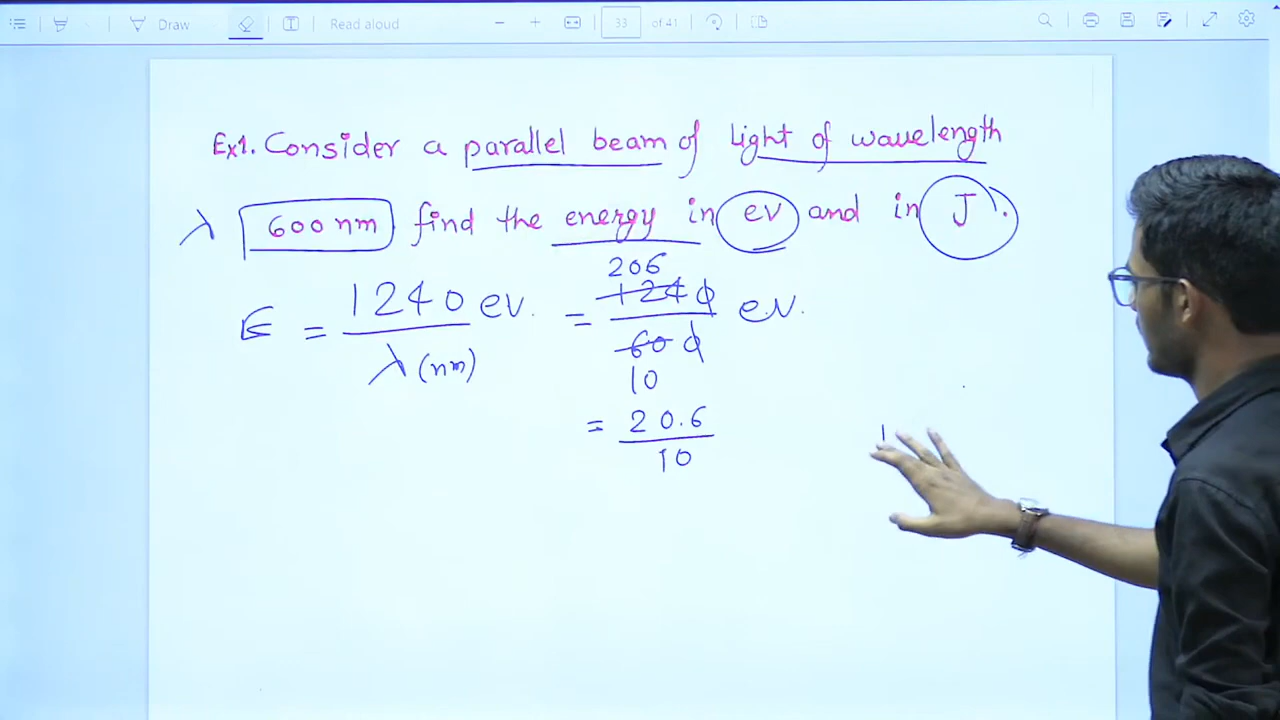 Draw
Read aloud
33 of 41
Ex1. Consider a parallel beam of light of wavelength
λ 600 nm find the energy in ev and in J.
206
E = 1240 ev. / λ (nm) = 1240 / 600 ev.
10
= 20.6 / 10
1